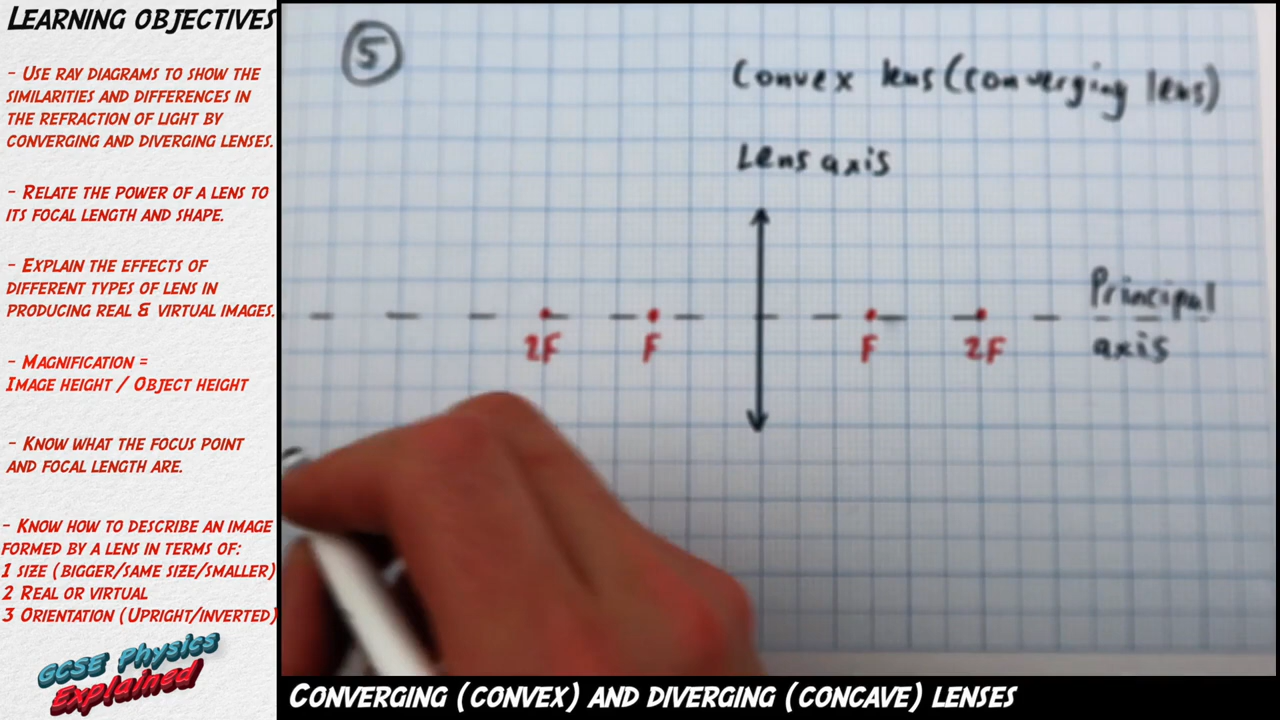 LEARNING OBJECTIVES
- USE RAY DIAGRAMS TO SHOW THE
SIMILARITIES AND DIFFERENCES IN
THE REFRACTION OF LIGHT BY
CONVERGING AND DIVERGING LENSES.
- RELATE THE POWER OF A LENS TO
ITS FOCAL LENGTH AND SHAPE.
- EXPLAIN THE EFFECTS OF
DIFFERENT TYPES OF LENS IN
PRODUCING REAL & VIRTUAL IMAGES.
- MAGNIFICATION =
IMAGE HEIGHT / OBJECT HEIGHT
- KNOW WHAT THE FOCUS POINT
AND FOCAL LENGTH ARE.
- KNOW HOW TO DESCRIBE AN IMAGE
FORMED BY A LENS IN TERMS OF:
1 SIZE (BIGGER/SAME SIZE/SMALLER)
2 REAL OR VIRTUAL
3 ORIENTATION (UPRIGHT/INVERTED)
GCSE Physics
Explained
5
Convex lens (converging lens)
Lens axis
Principal
axis
2F F F 2F
CONVERGING (CONVEX) AND DIVERGING (CONCAVE) LENSES